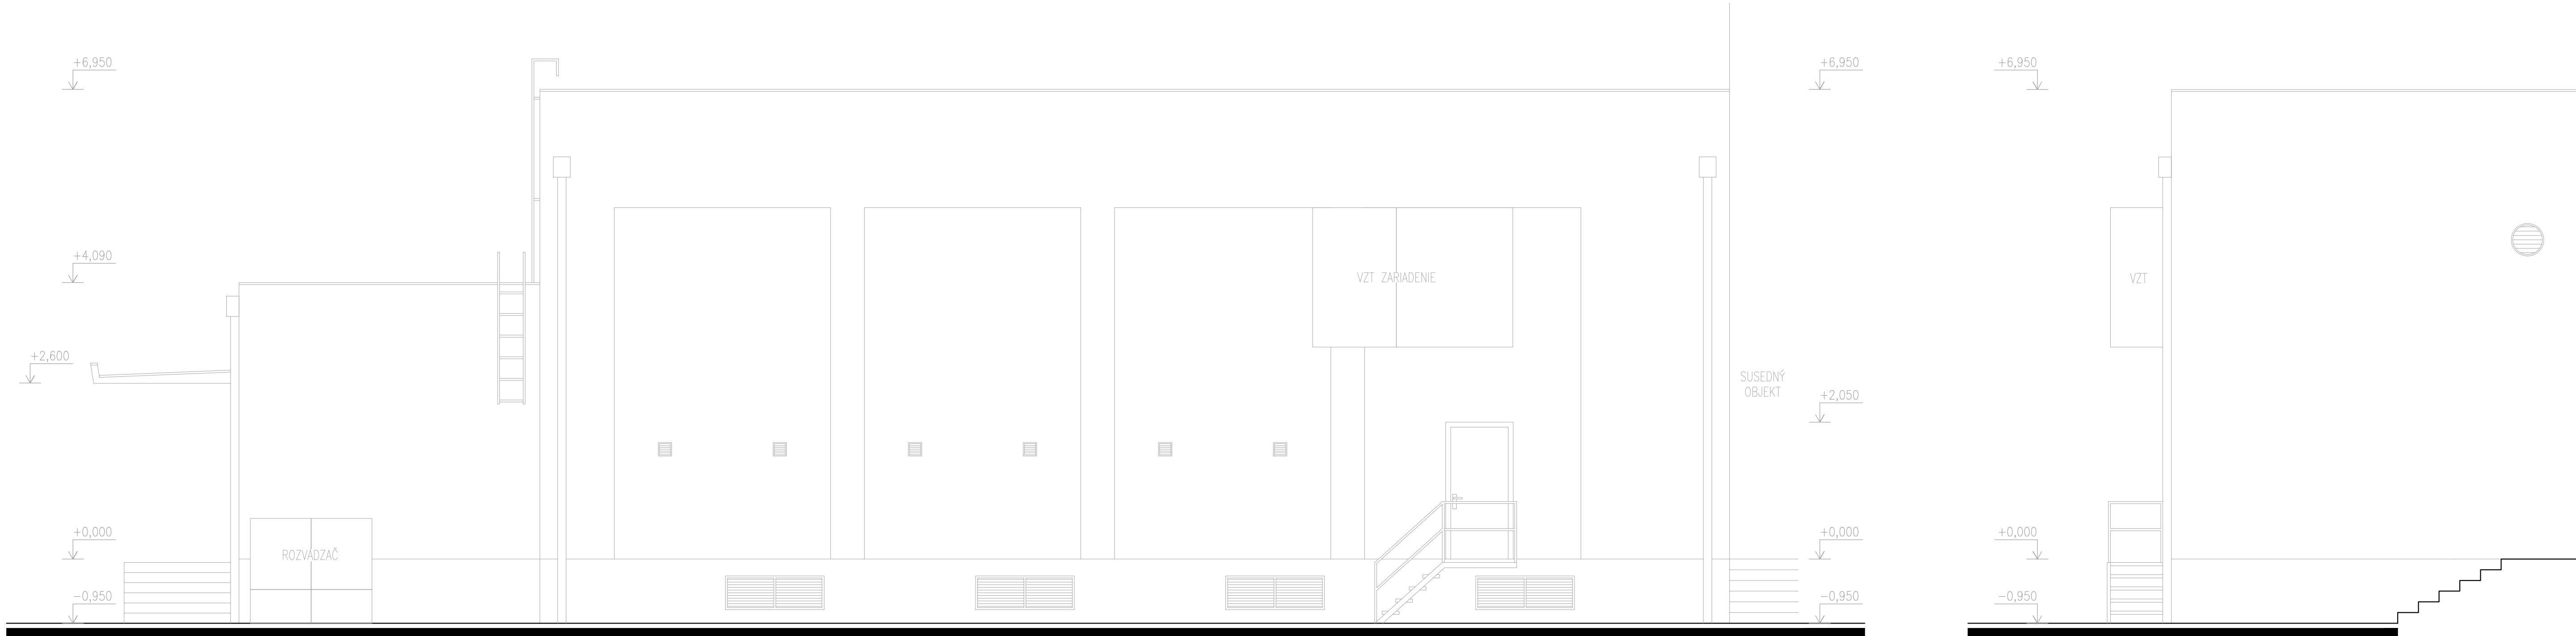 +6,950
+4,090
+2,600
+0,000
-0,950
ROZVÁDZAČ
VZT ZARIADENIE
SUSEDNÝ
OBJEKT
+6,950
+2,050
+0,000
-0,950
+6,950
+0,000
-0,950
VZT